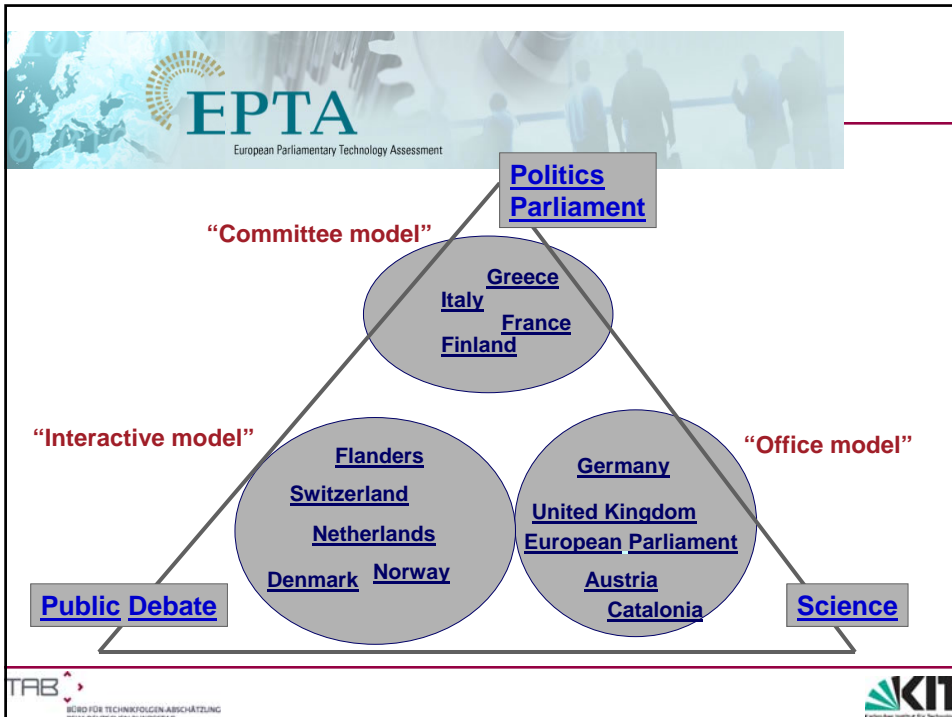 EPTA
European Parliamentary Technology Assessment
Politics
Parliament
“Committee model”
Greece
Italy
France
Finland
“Interactive model”
“Office model”
Flanders
Switzerland
Netherlands
Denmark Norway
Germany
United Kingdom
European Parliament
Austria
Catalonia
Public Debate
Science
TAB
BÜRO FÜR TECHNIKFOLGEN-ABSCHÄTZUNG
KIT